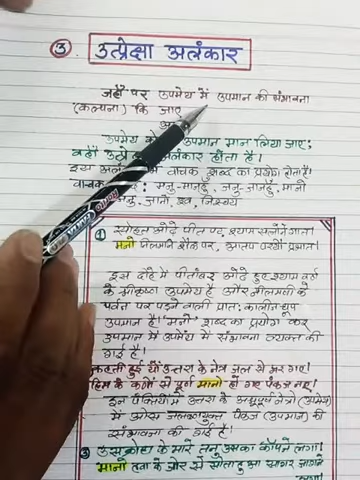 ③ उत्प्रेक्षा अलंकार
जहाँ पर उपमेय में उपमान की संभावना
(कल्पना) कि जाए
उपमेय को उपमान मान लिया जाए,
वहाँ अलंकार होता है।
इस में वाचक शब्द का प्रयोग होता है।
वाचक : मनु-मानहु, जनु-जानहु, मानो
जानो, इव, निश्चय
① सोहत ओढ़े पीत पट, श्याम सलोने गात।
मनो नीलमणि शैल पर, आतप पर्यो प्रभात।
इस दोहे में पीतांबर ओढ़े हुए श्याम वर्ण
के श्रीकृष्ण उपमेय है और नीलमणी के
पर्वत पर पड़ने वाली प्रातः कालीन धूप
उपमान है। 'मनो' शब्द का प्रयोग कर
उपमान में उपमेय में संभावना व्यक्त की
गई है।
कहती हुई यों उत्तरा के नेत्र जल से भर गए।
हिम के कणों से पूर्ण मानो हो गए पंकज नए।
इन पंक्तियों में उत्तरा के अश्रुपूर्ण नेत्रों (उपमेय)
में ओस जलकणयुक्त पंकज (उपमान) की
संभावना की गई है।
③ उस काल मारे तनु उसका काँपने लगा।
मानो हवा के जोर से सोता हुआ सागर जागने
लगा।